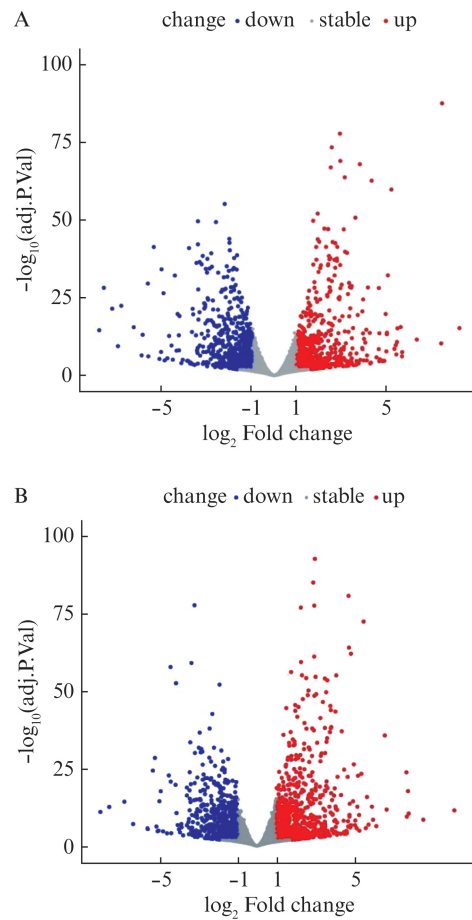 A
change • down • stable • up
100
75
50
25
0
−log₁₀(adj.P.Val)
−5 −1 1 5
log₂ Fold change
B
change • down • stable • up
100
75
50
25
0
−log₁₀(adj.P.Val)
−5 −1 1 5
log₂ Fold change